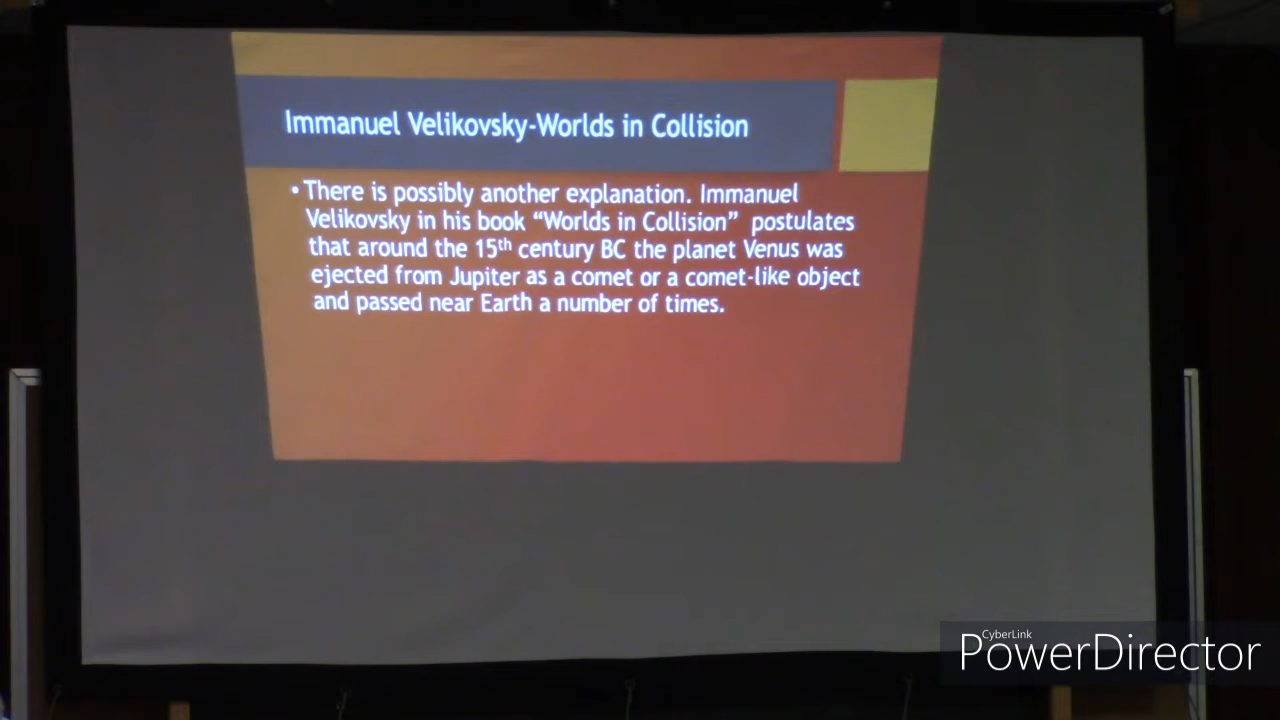 Immanuel Velikovsky-Worlds in Collision
• There is possibly another explanation. Immanuel
Velikovsky in his book “Worlds in Collision” postulates
that around the 15th century BC the planet Venus was
ejected from Jupiter as a comet or a comet-like object
and passed near Earth a number of times.
CyberLink
PowerDirector